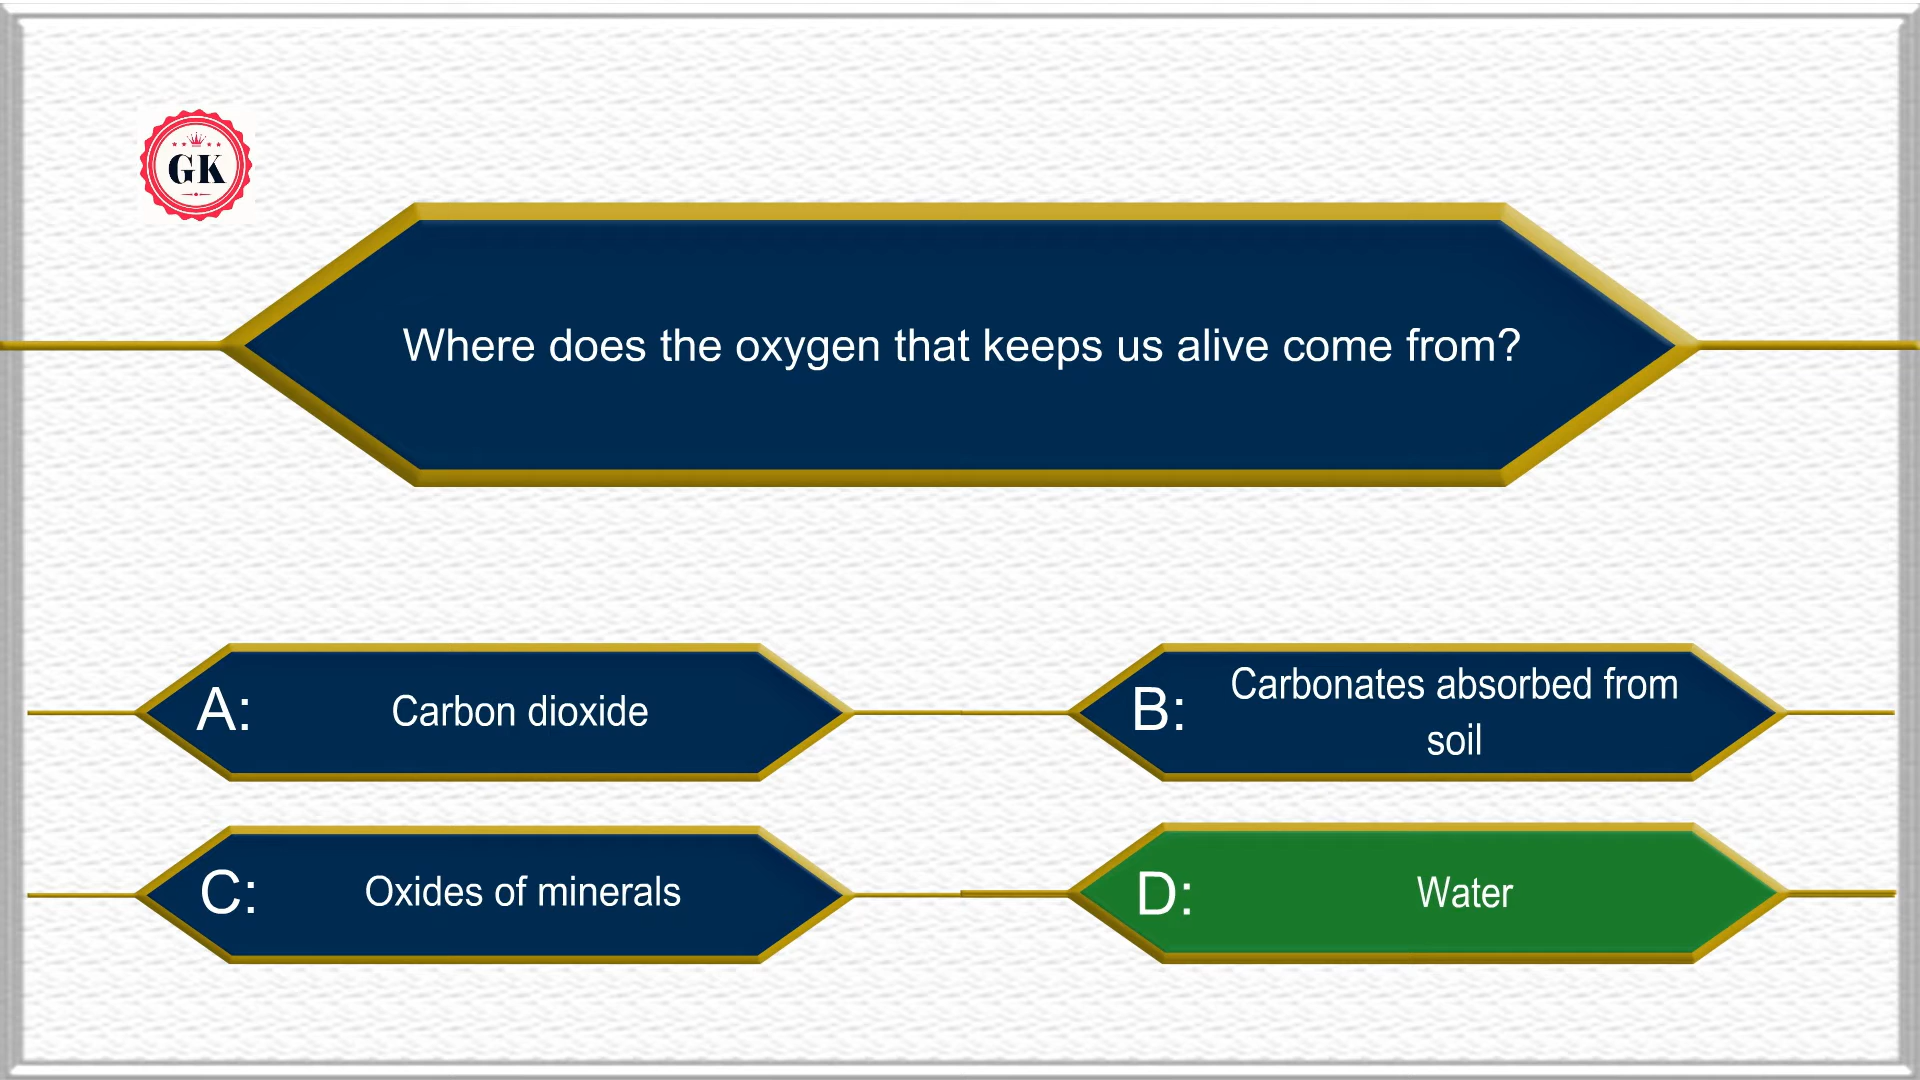 GK
Where does the oxygen that keeps us alive come from?
A: Carbon dioxide
B: Carbonates absorbed from
soil
C: Oxides of minerals
D: Water